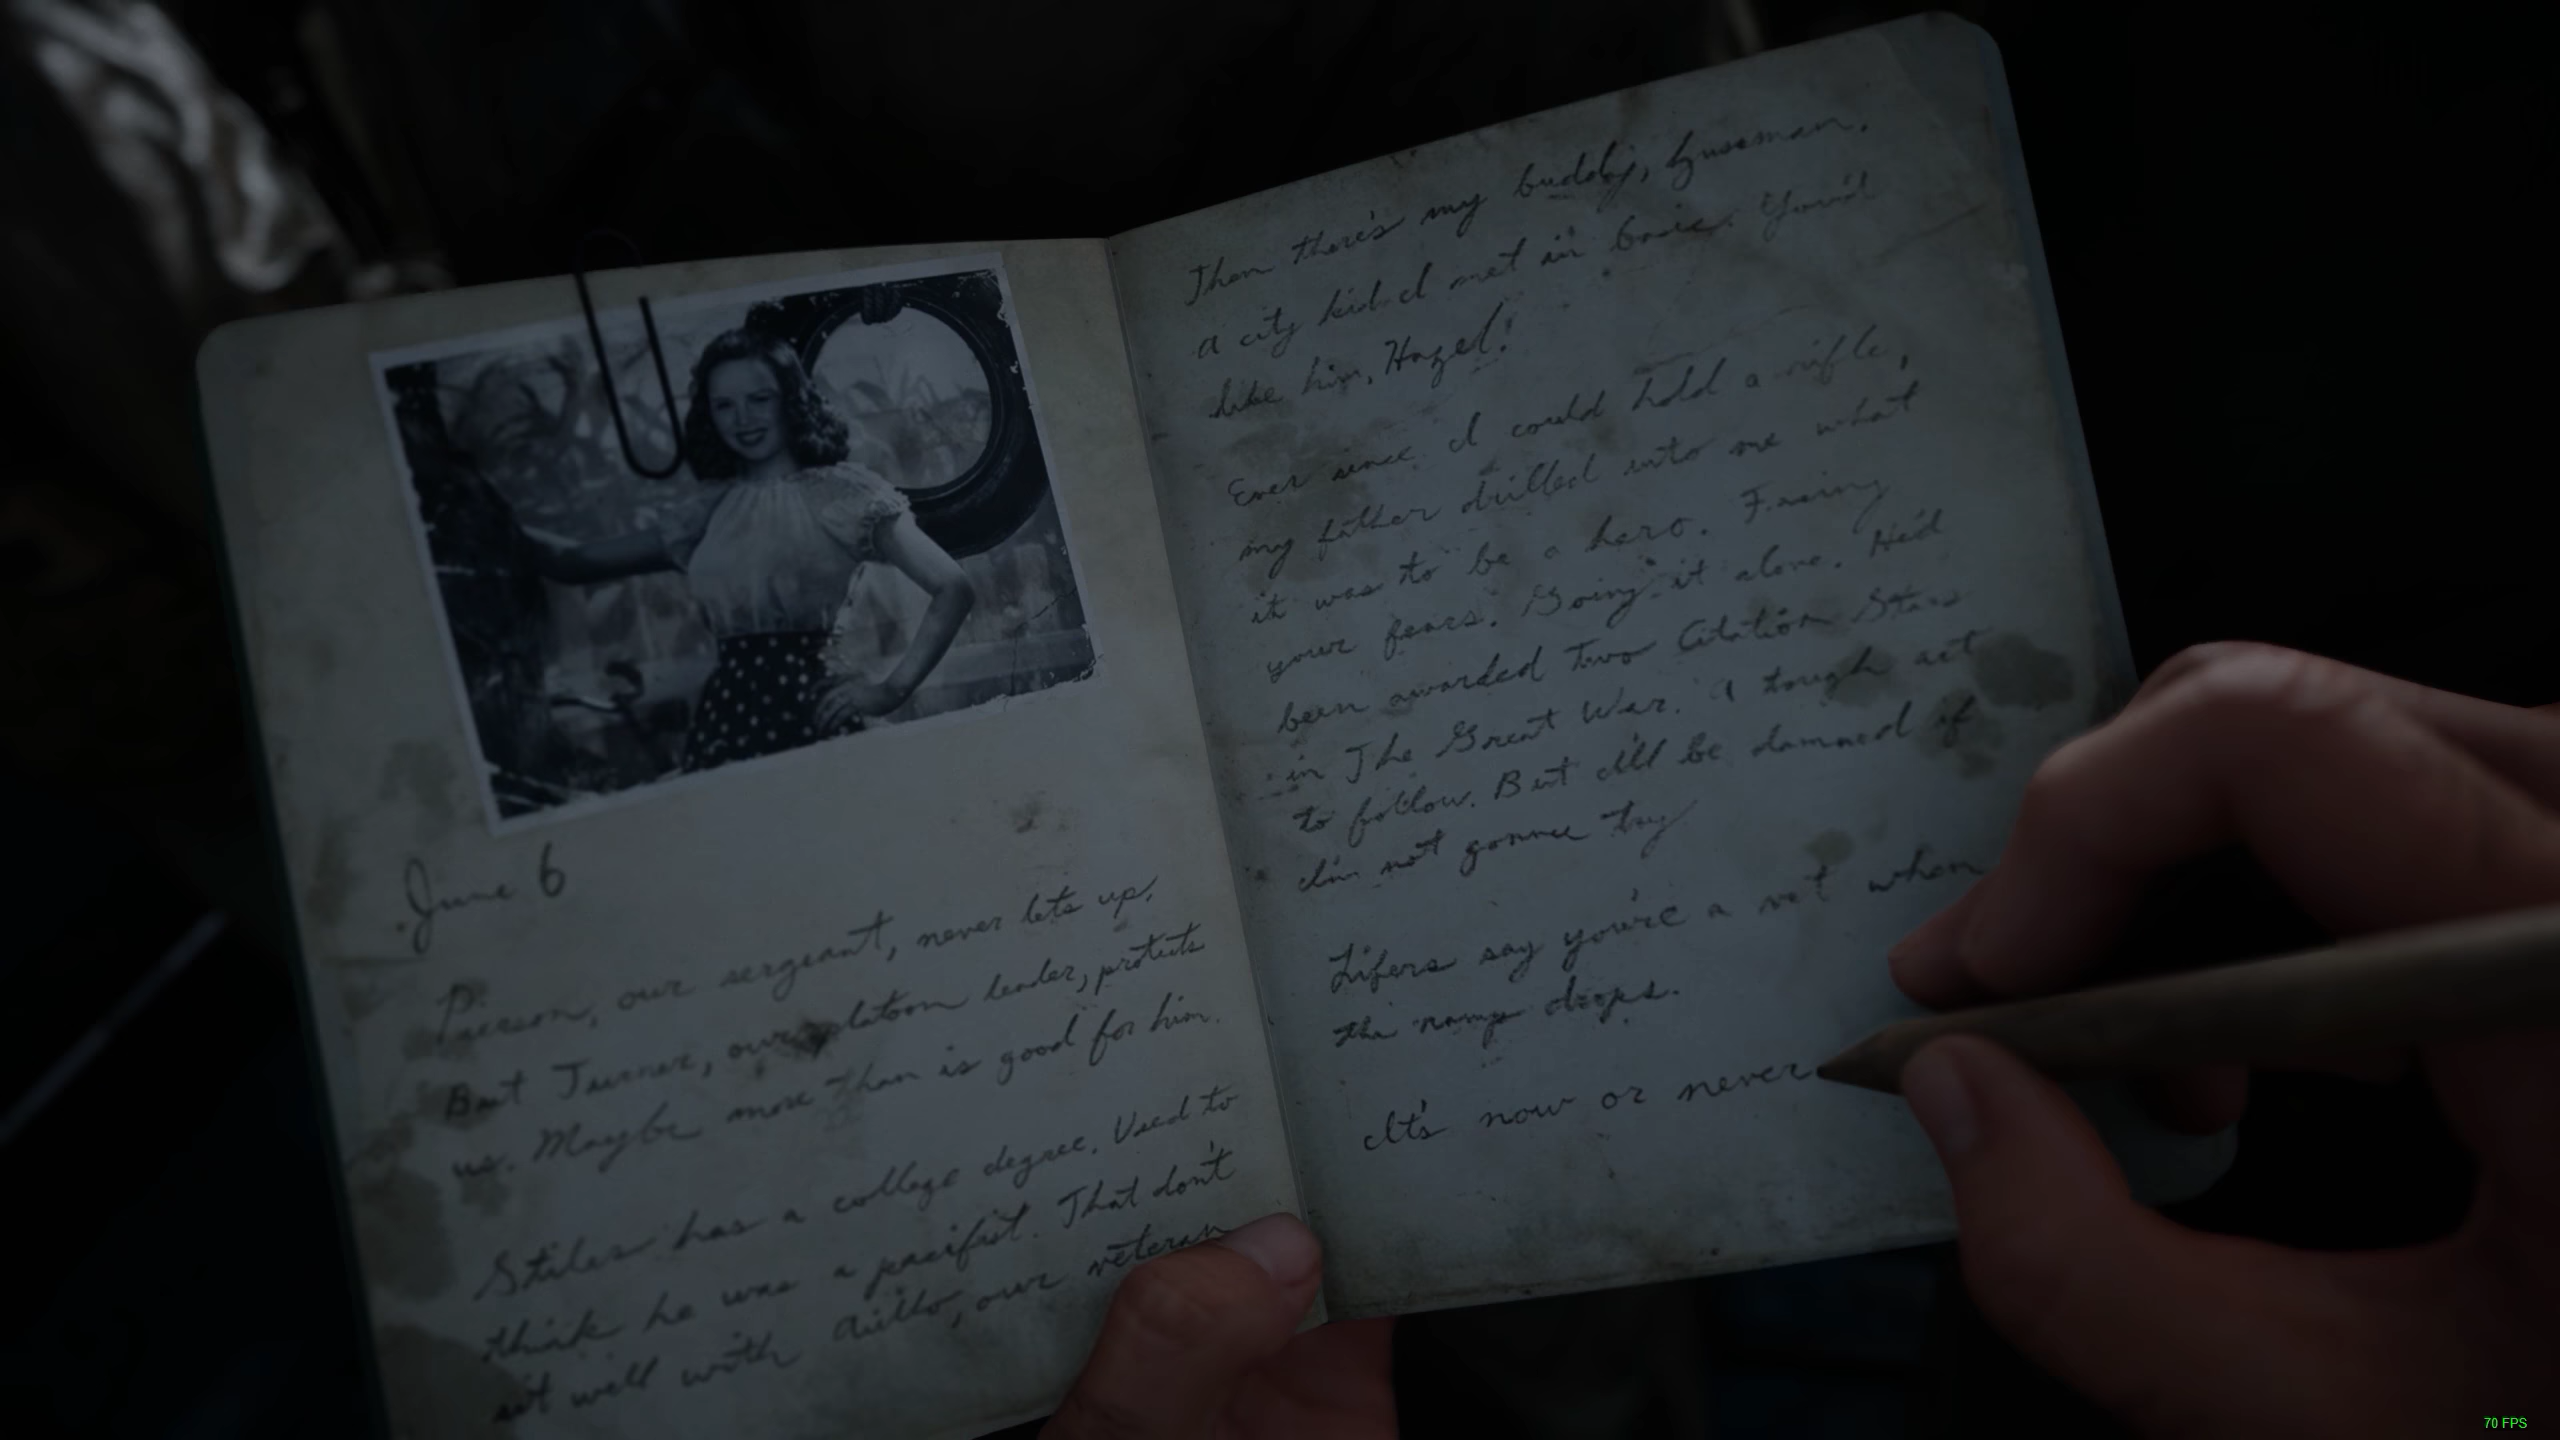 June 6
Pierson, our sergeant, never lets up.
But Turner, our platoon leader, protects
us. Maybe more than is good for him.
Stiles has a college degree. Used to
think he was a pacifist. That don't
sit well with Aiello, our veteran
Then there's my buddy, Zussman,
a city kid I met in basic. You'd
like him, Hazel!
Ever since I could hold a rifle,
my father drilled into me what
it was to be a hero. Facing
your fears. Going it alone. He'd
been awarded two Citation Stars
in The Great War. A tough act
to follow. But I'll be damned if
I'm not gonna try
Lifers say you're a vet when
the ramp drops.
It's now or never
70 FPS